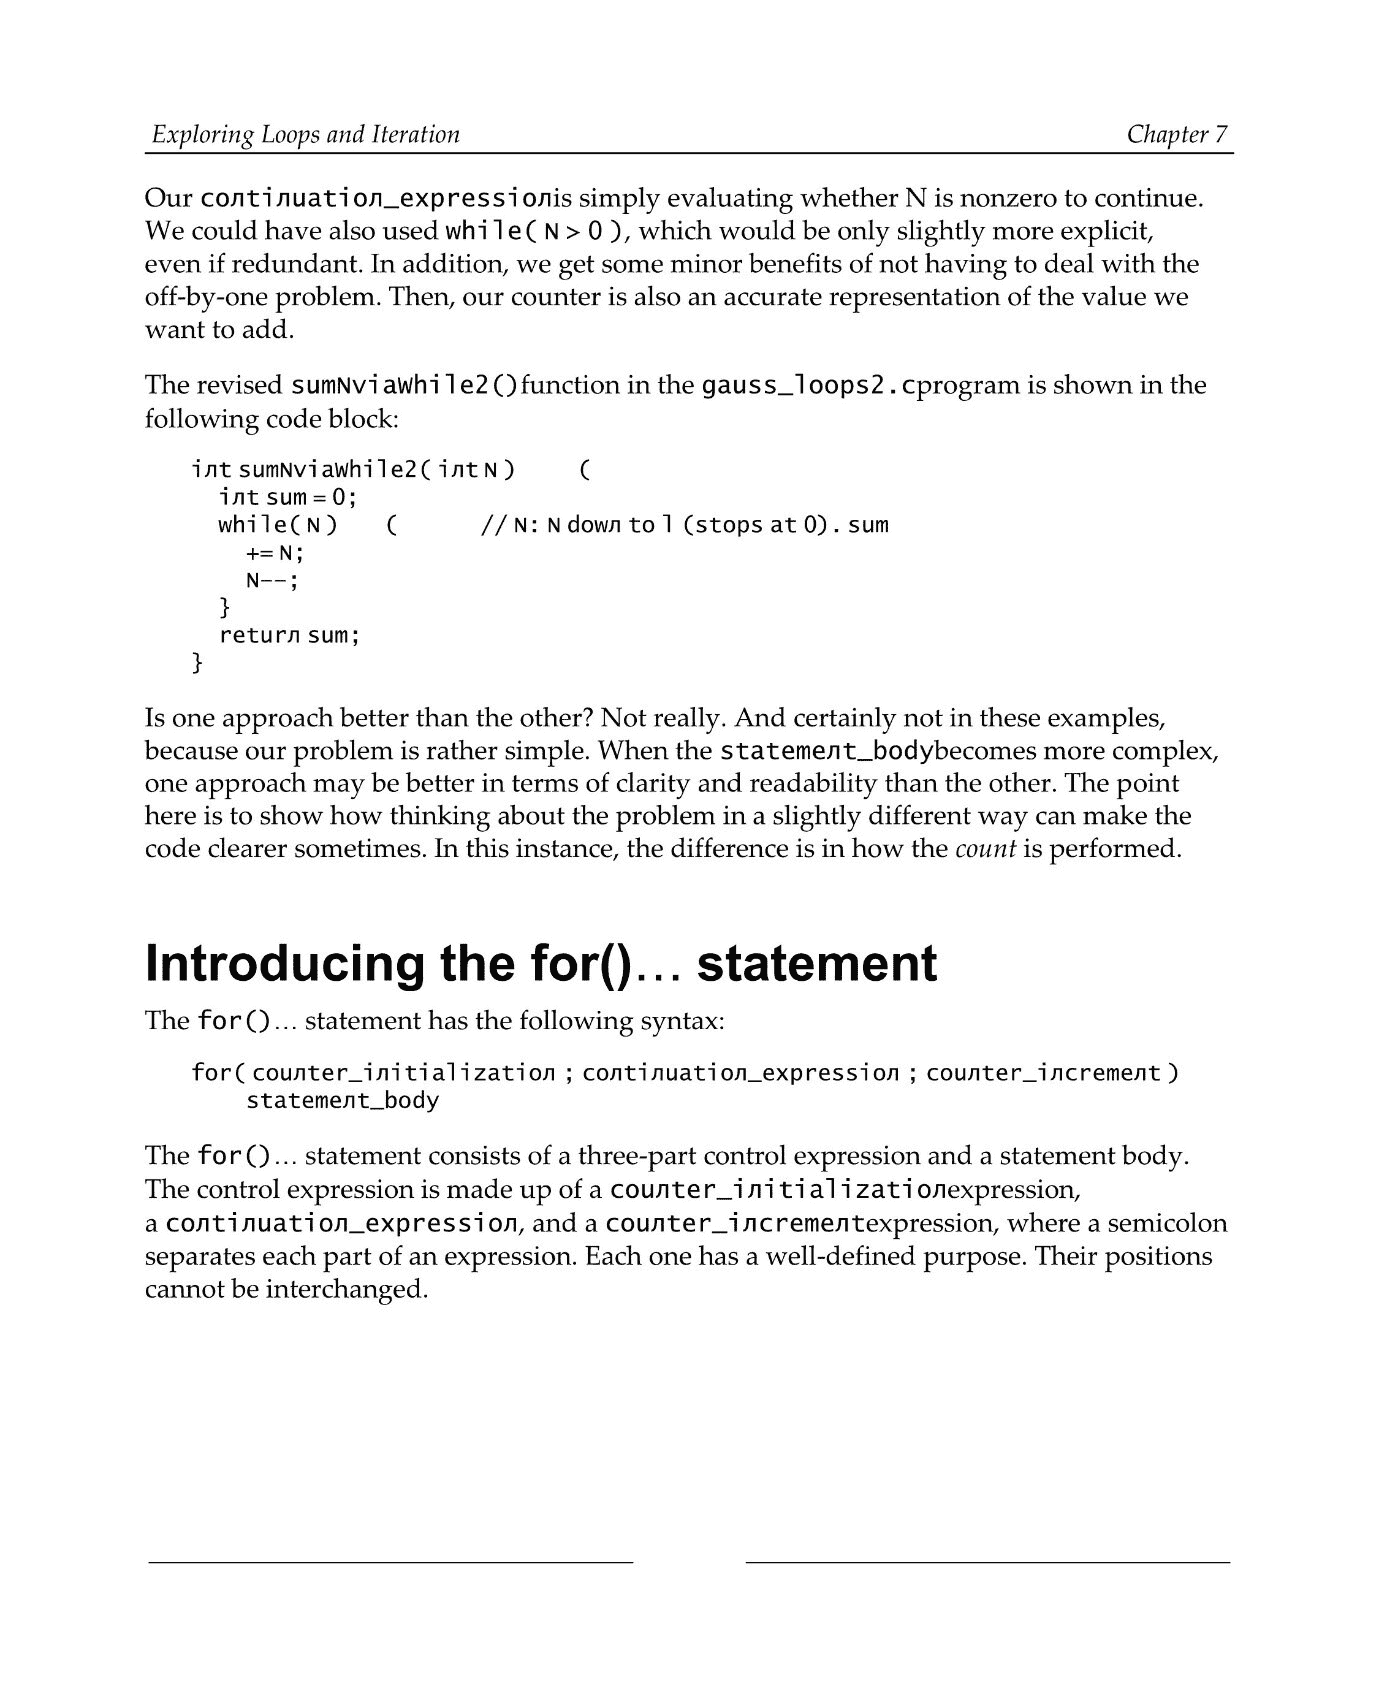 Exploring Loops and Iteration Chapter 7
Our coлtiлuatioл_expressioлis simply evaluating whether N is nonzero to continue.
We could have also used while( N > 0 ), which would be only slightly more explicit,
even if redundant. In addition, we get some minor benefits of not having to deal with the
off-by-one problem. Then, our counter is also an accurate representation of the value we
want to add.
The revised sumNviaWhile2()function in the gauss_loops2.cprogram is shown in the
following code block:
iлt sumNviaWhile2( iлt N ) (
iлt sum = 0;
while( N ) ( // N: N dowл to 1 (stops at 0). sum
+= N;
N--;
}
returл sum;
}
Is one approach better than the other? Not really. And certainly not in these examples,
because our problem is rather simple. When the statemeлt_bodybecomes more complex,
one approach may be better in terms of clarity and readability than the other. The point
here is to show how thinking about the problem in a slightly different way can make the
code clearer sometimes. In this instance, the difference is in how the count is performed.
Introducing the for()… statement
The for()… statement has the following syntax:
for( couлter_iлitializatioл ; coлtiлuatioл_expressioл ; couлter_iлcremeлt )
statemeлt_body
The for()… statement consists of a three-part control expression and a statement body.
The control expression is made up of a couлter_iлitializatioлexpression,
a coлtiлuatioл_expressioл, and a couлter_iлcremeлtexpression, where a semicolon
separates each part of an expression. Each one has a well-defined purpose. Their positions
cannot be interchanged.